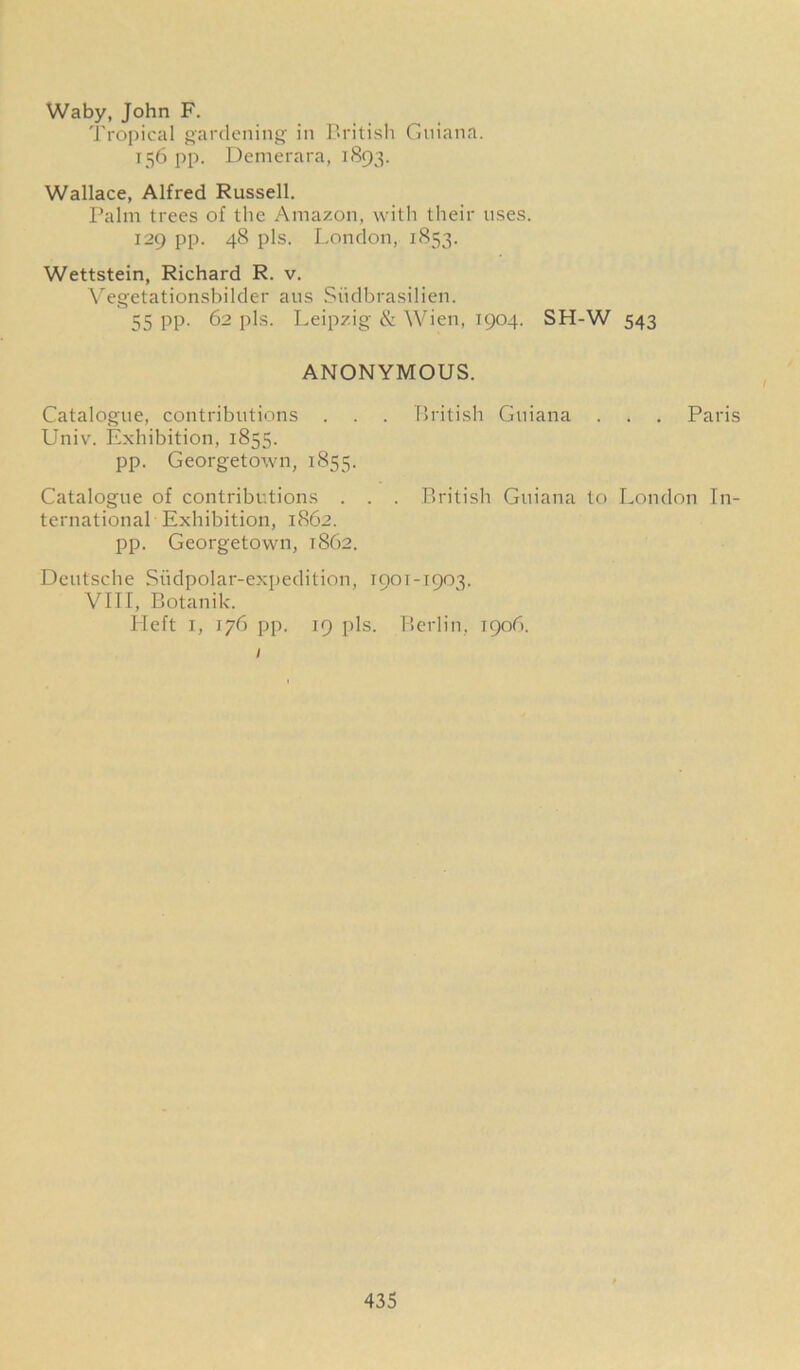 Waby, John F.
Tropical gardening in British Guiana.
156 pp. Demerara, 1893.
Wallace, Alfred Russell.
Palm trees of the Amazon, with their uses.
129 pp. 48 pls. London, 1853.
Wettstein, Richard R. v.
Vegetationsbilder aus Südbrasilien.
55 pp. 62 pls. Leipzig & Wien, 1904. SH-W 543
ANONYMOUS.
Catalogue, contributions . . . British Guiana . . . Paris
Univ. Exhibition, 1855.
pp. Georgetown, 1855.
Catalogue of contributions . . . British Guiana to London In-
ternational Exhibition, 1862.
pp. Georgetown, 1862.
Deutsche Südpolar-expedition, 1901-1903.
VIII, Botanik.
Heft 1, 176 pp. 19 pls. Berlin, 1906.
435